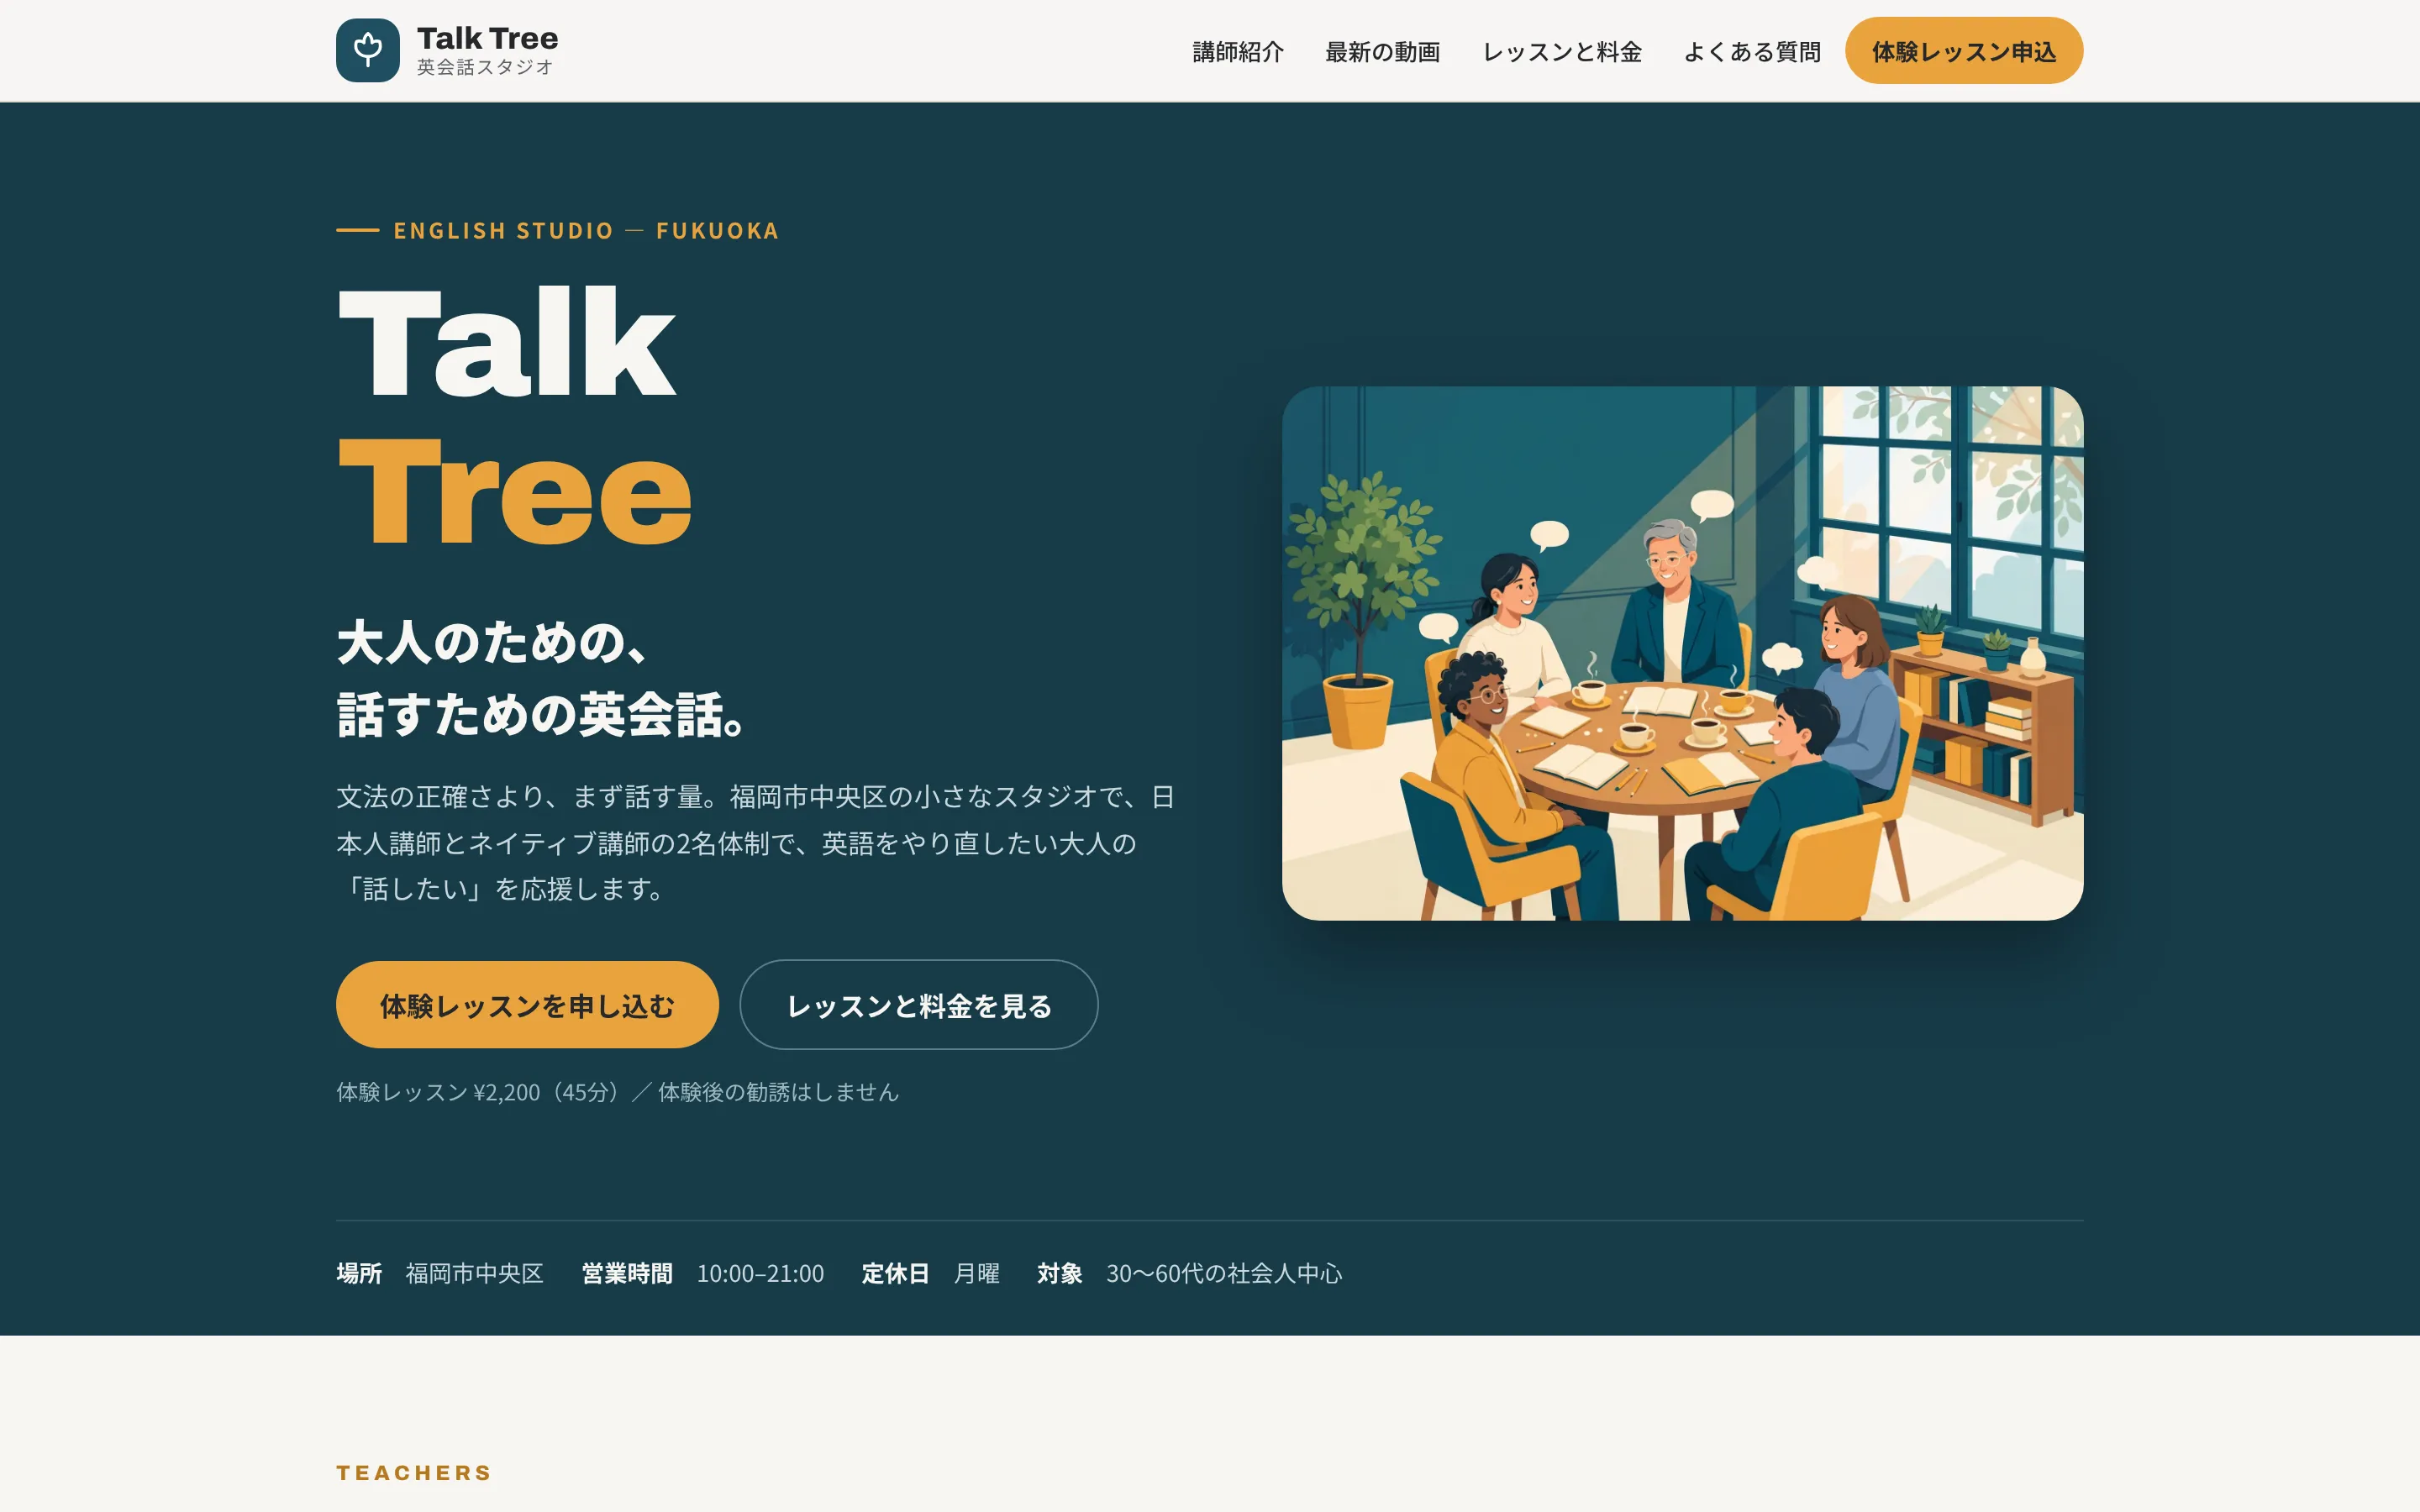 Talk Tree
英会話スタジオ
講師紹介 最新の動画 レッスンと料金 よくある質問 体験レッスン申込
ENGLISH STUDIO — FUKUOKA
Talk
Tree
大人のための、
話すための英会話。
文法の正確さより、まず話す量。福岡市中央区の小さなスタジオで、日
本人講師とネイティブ講師の2名体制で、英語をやり直したい大人の
「話したい」を応援します。
体験レッスンを申し込む レッスンと料金を見る
体験レッスン ¥2,200（45分）／ 体験後の勧誘はしません
場所 福岡市中央区 営業時間 10:00–21:00 定休日 月曜 対象 30〜60代の社会人中心
TEACHERS